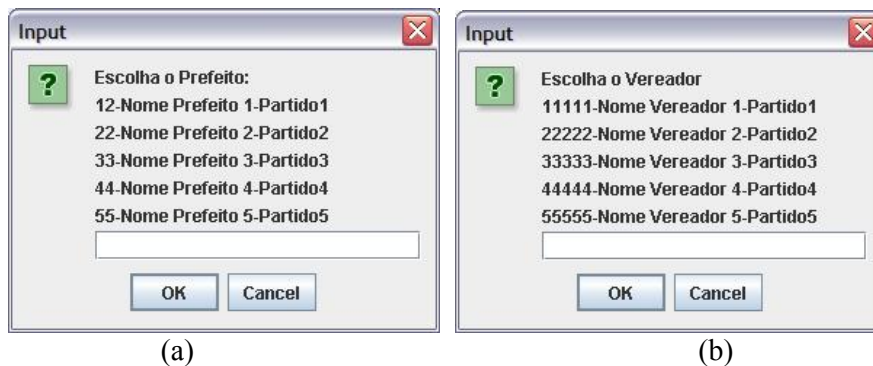 Input
Escolha o Prefeito:
12-Nome Prefeito 1-Partido1
22-Nome Prefeito 2-Partido2
33-Nome Prefeito 3-Partido3
44-Nome Prefeito 4-Partido4
55-Nome Prefeito 5-Partido5
OK Cancel
(a)
Input
Escolha o Vereador
11111-Nome Vereador 1-Partido1
22222-Nome Vereador 2-Partido2
33333-Nome Vereador 3-Partido3
44444-Nome Vereador 4-Partido4
55555-Nome Vereador 5-Partido5
OK Cancel
(b)